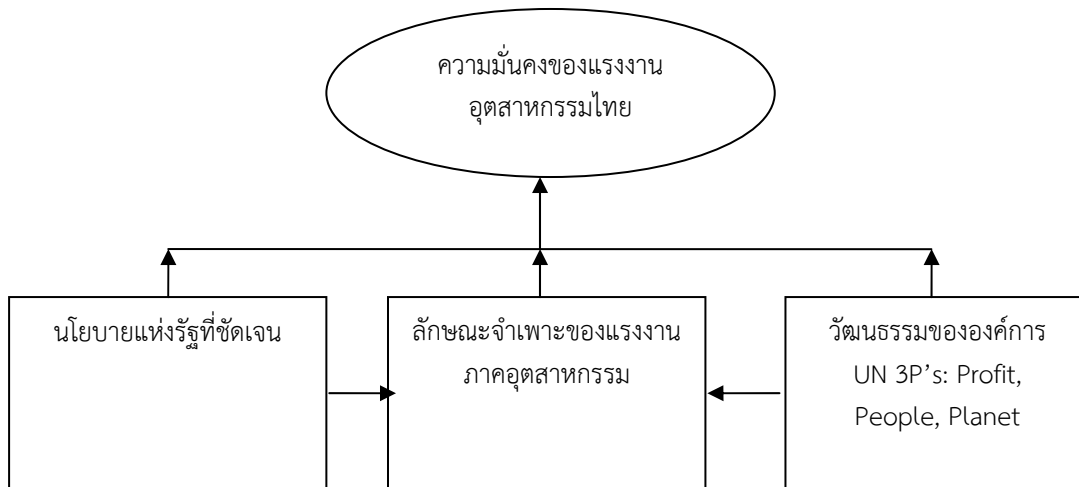 ความมั่นคงของแรงงาน
อุตสาหกรรมไทย
นโยบายแห่งรัฐที่ชัดเจน
ลักษณะจำเพาะของแรงงาน
ภาคอุตสาหกรรม
วัฒนธรรมขององค์การ
UN 3P’s: Profit,
People, Planet